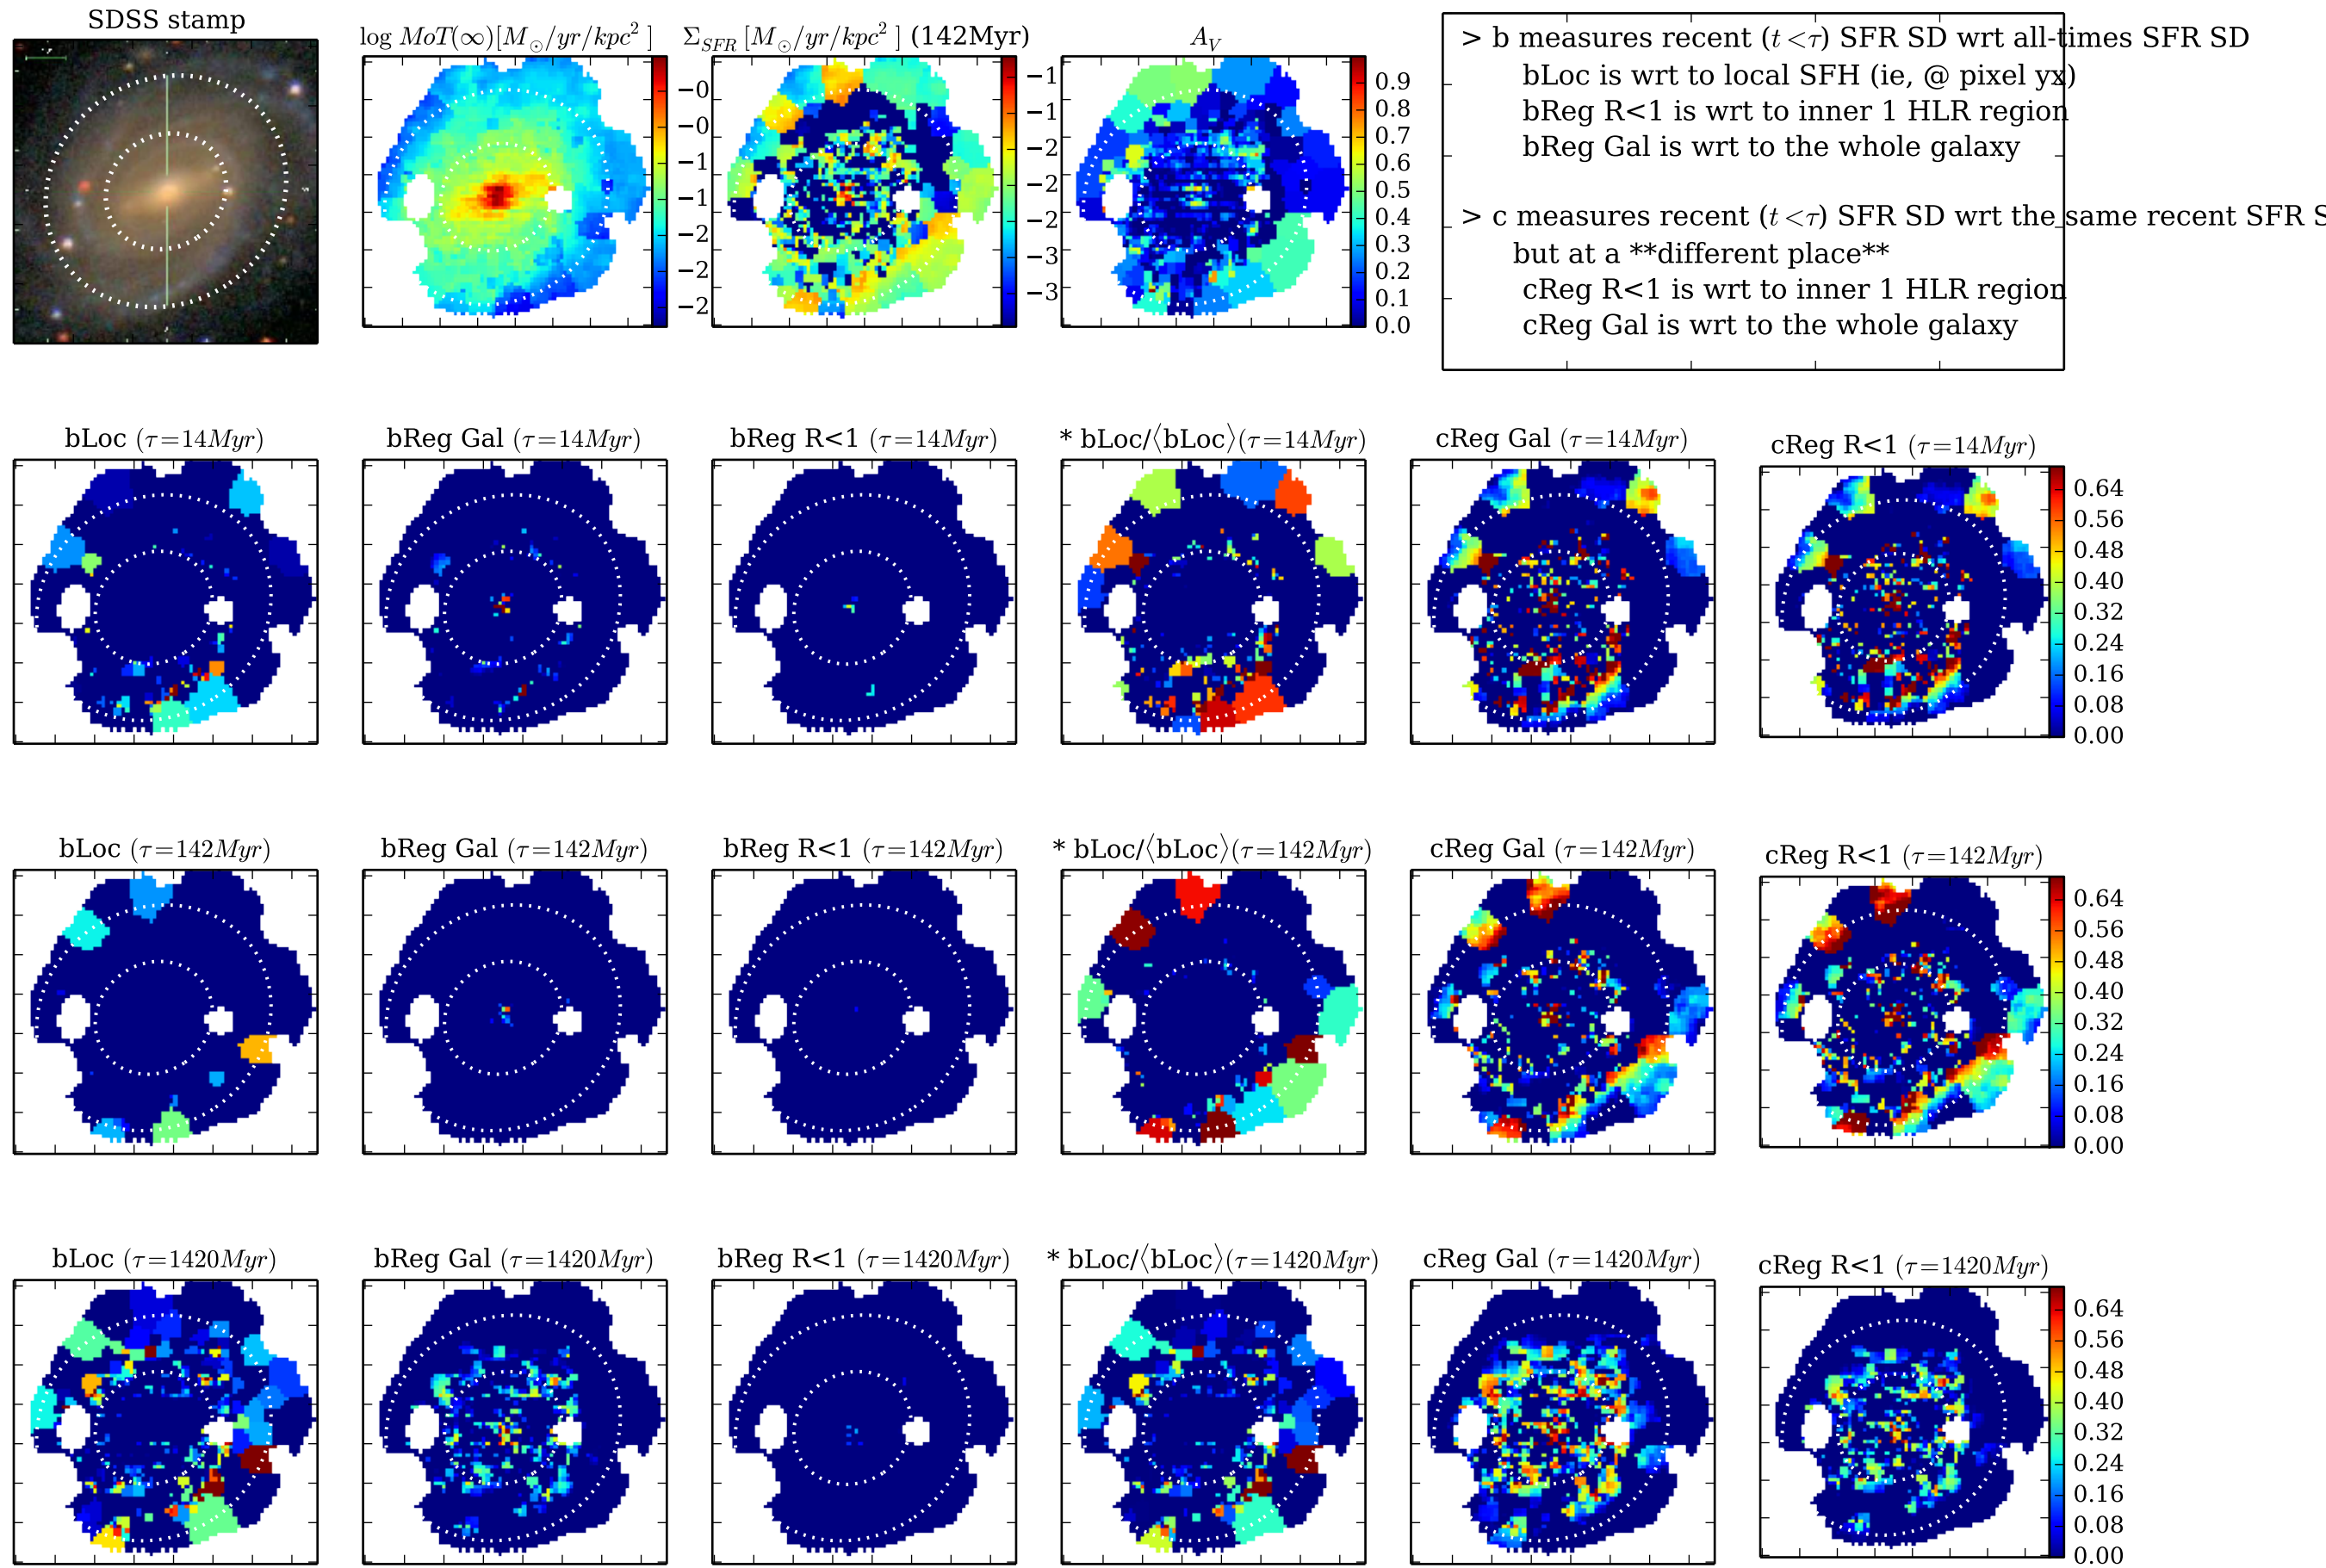 SDSS stamp
log MoT(∞)[M⊙/yr/kpc²]
Σ_SFR [M⊙/yr/kpc²] (142Myr)
A_V
−0
−0
−1
−1
−2
−2
−1
−1
−2
−2
−2
−3
−3
0.9
0.8
0.7
0.6
0.5
0.4
0.3
0.2
0.1
0.0
> b measures recent (t<τ) SFR SD wrt all-times SFR SD
bLoc is wrt to local SFH (ie, @ pixel yx)
bReg R<1 is wrt to inner 1 HLR region
bReg Gal is wrt to the whole galaxy
> c measures recent (t<τ) SFR SD wrt the same recent SFR S
but at a **different place**
cReg R<1 is wrt to inner 1 HLR region
cReg Gal is wrt to the whole galaxy
bLoc (τ=14Myr)
bReg Gal (τ=14Myr)
bReg R<1 (τ=14Myr)
* bLoc/⟨bLoc⟩(τ=14Myr)
cReg Gal (τ=14Myr)
cReg R<1 (τ=14Myr)
0.64
0.56
0.48
0.40
0.32
0.24
0.16
0.08
0.00
bLoc (τ=142Myr)
bReg Gal (τ=142Myr)
bReg R<1 (τ=142Myr)
* bLoc/⟨bLoc⟩(τ=142Myr)
cReg Gal (τ=142Myr)
cReg R<1 (τ=142Myr)
0.64
0.56
0.48
0.40
0.32
0.24
0.16
0.08
0.00
bLoc (τ=1420Myr)
bReg Gal (τ=1420Myr)
bReg R<1 (τ=1420Myr)
* bLoc/⟨bLoc⟩(τ=1420Myr)
cReg Gal (τ=1420Myr)
cReg R<1 (τ=1420Myr)
0.64
0.56
0.48
0.40
0.32
0.24
0.16
0.08
0.00